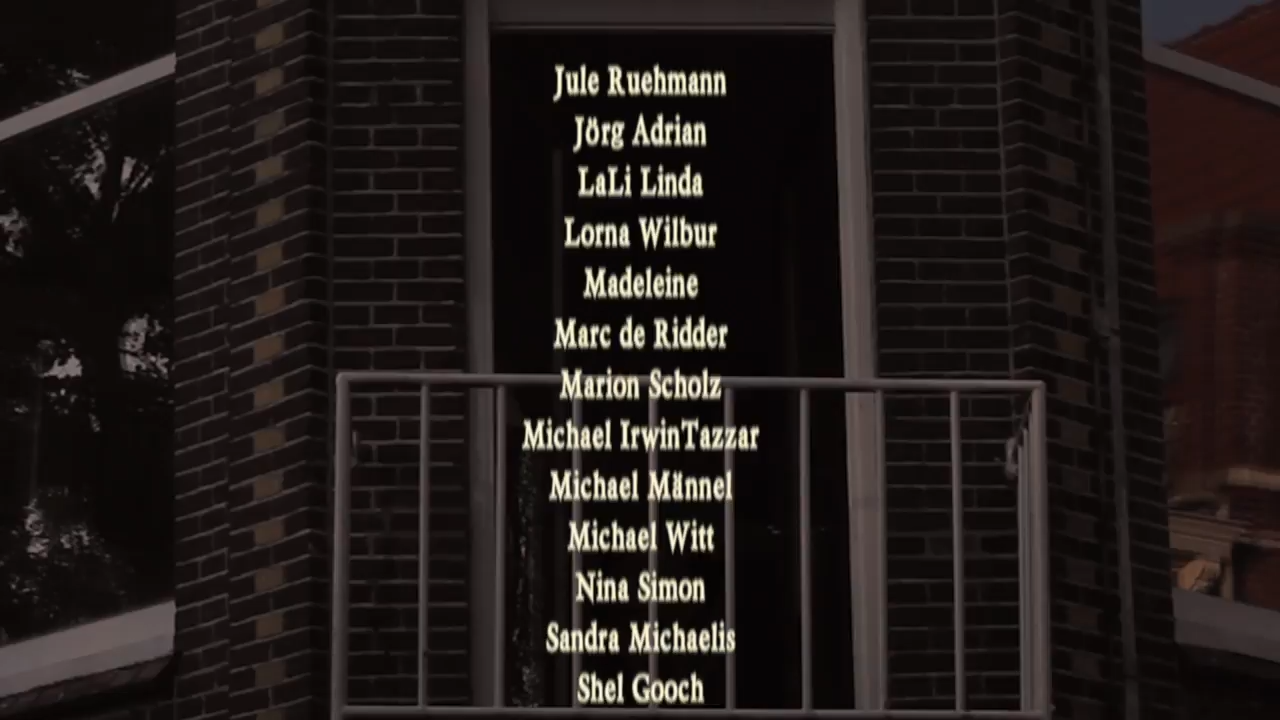 Jule Ruehmann
Jörg Adrian
LaLi Linda
Lorna Wilbur
Madeleine
Marc de Ridder
Marion Scholz
Michael IrwinTazzar
Michael Männel
Michael Witt
Nina Simon
Sandra Michaelis
Shel Gooch